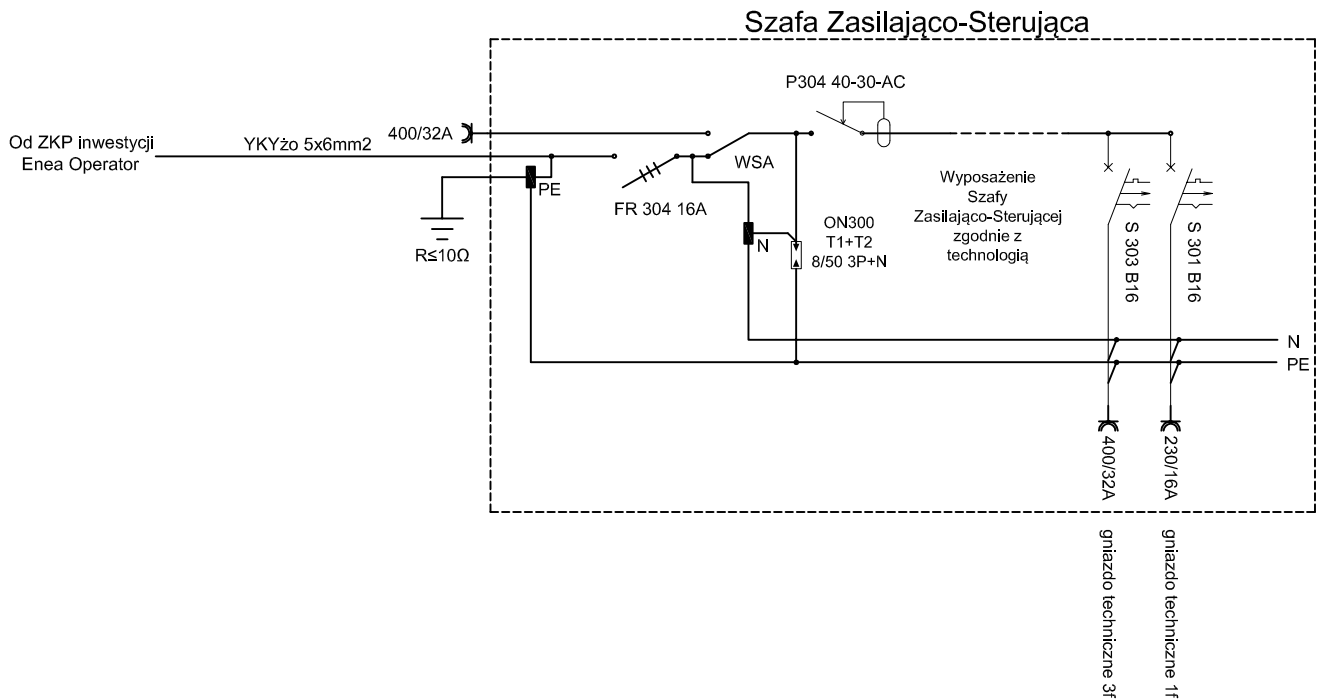 Szafa Zasilająco-Sterująca
P304 40-30-AC
400/32A
Od ZKP inwestycji
Enea Operator
YKYżo 5x6mm2
WSA
PE
FR 304 16A
R≤10Ω
N
ON300
T1+T2
8/50 3P+N
Wyposażenie
Szafy
Zasilająco-Sterującej
zgodnie z
technologią
S 303 B16
S 301 B16
N
PE
400/32A
230/16A
gniazdo techniczne 3f
gniazdo techniczne 1f